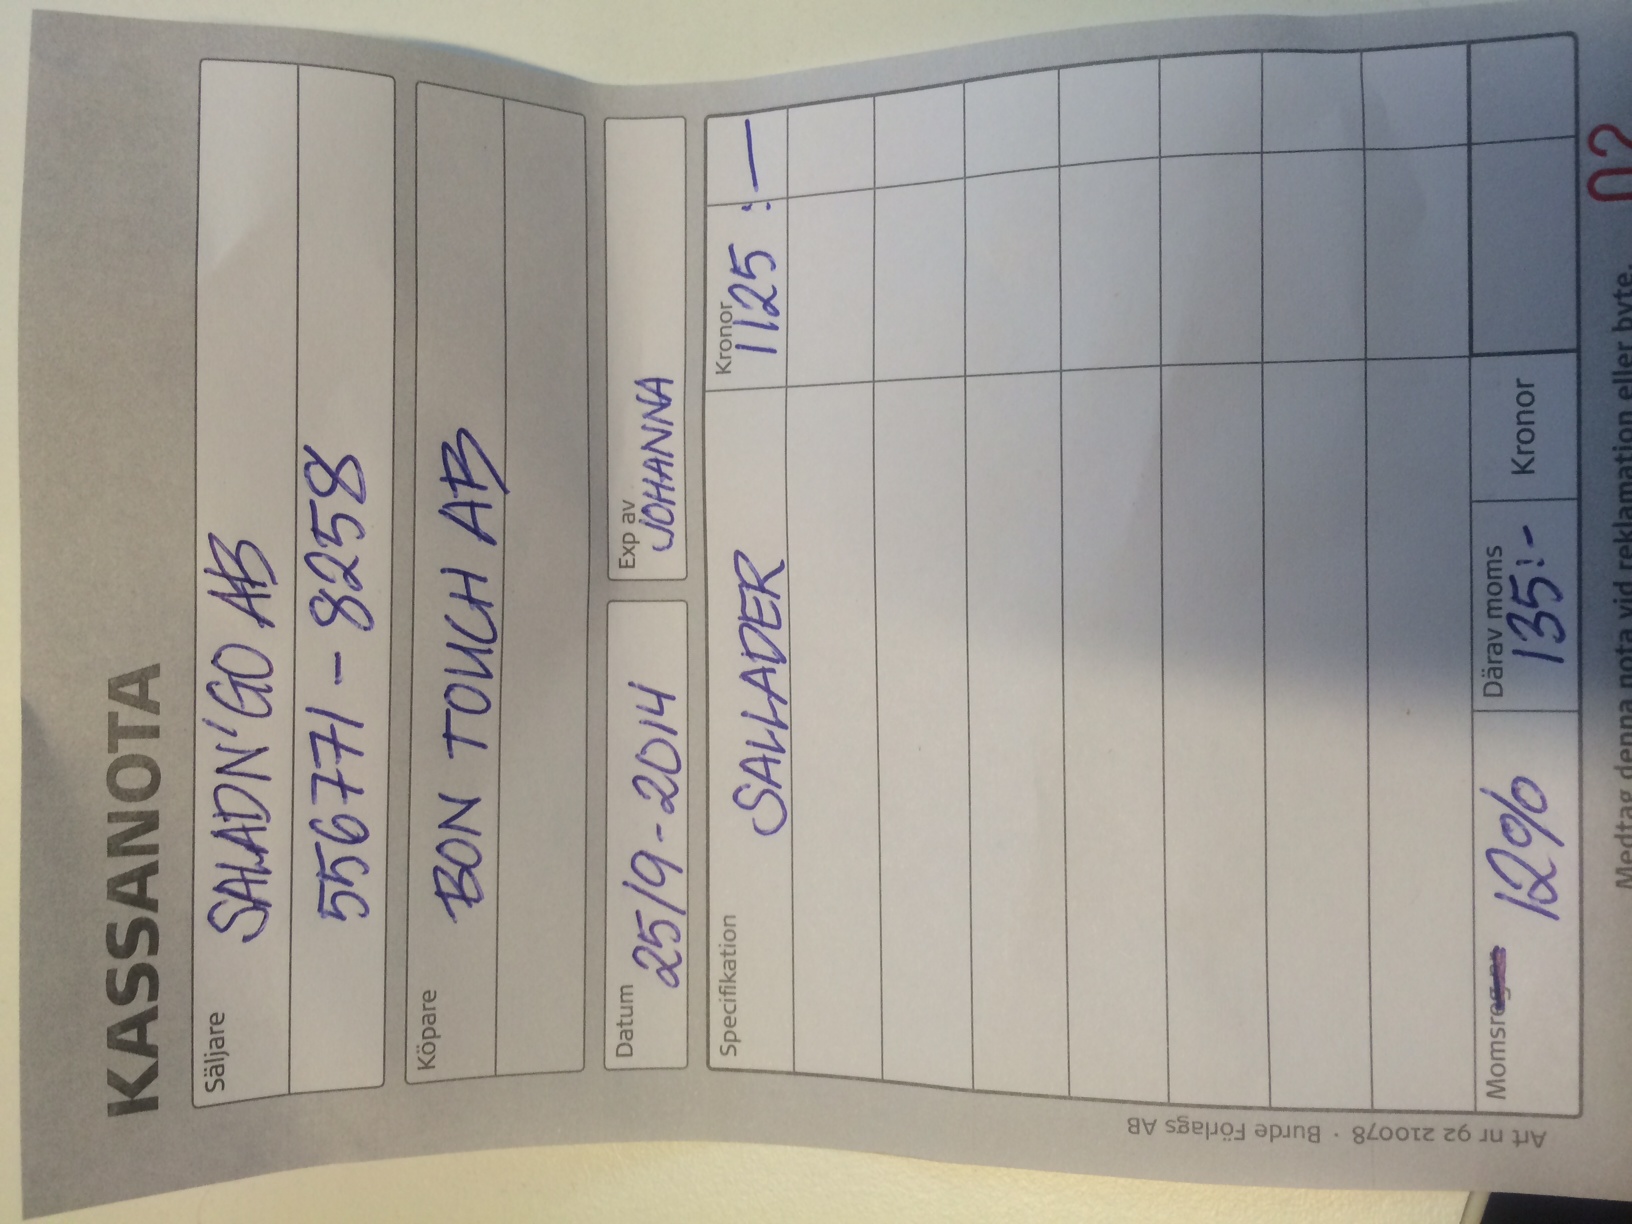 KASSANOTA
Säljare SALADN'GO AB
556771-8258
Köpare BON TOUCH AB
Datum 25/9-2014 Exp av JOHANNA
Specifikation SALLADER Kronor 1125 :—
Momsreg nr 12% Därav moms 135:- Kronor
Medtag denna nota vid reklamation eller byte. 02
Art nr 92 210078 · Burde Förlags AB